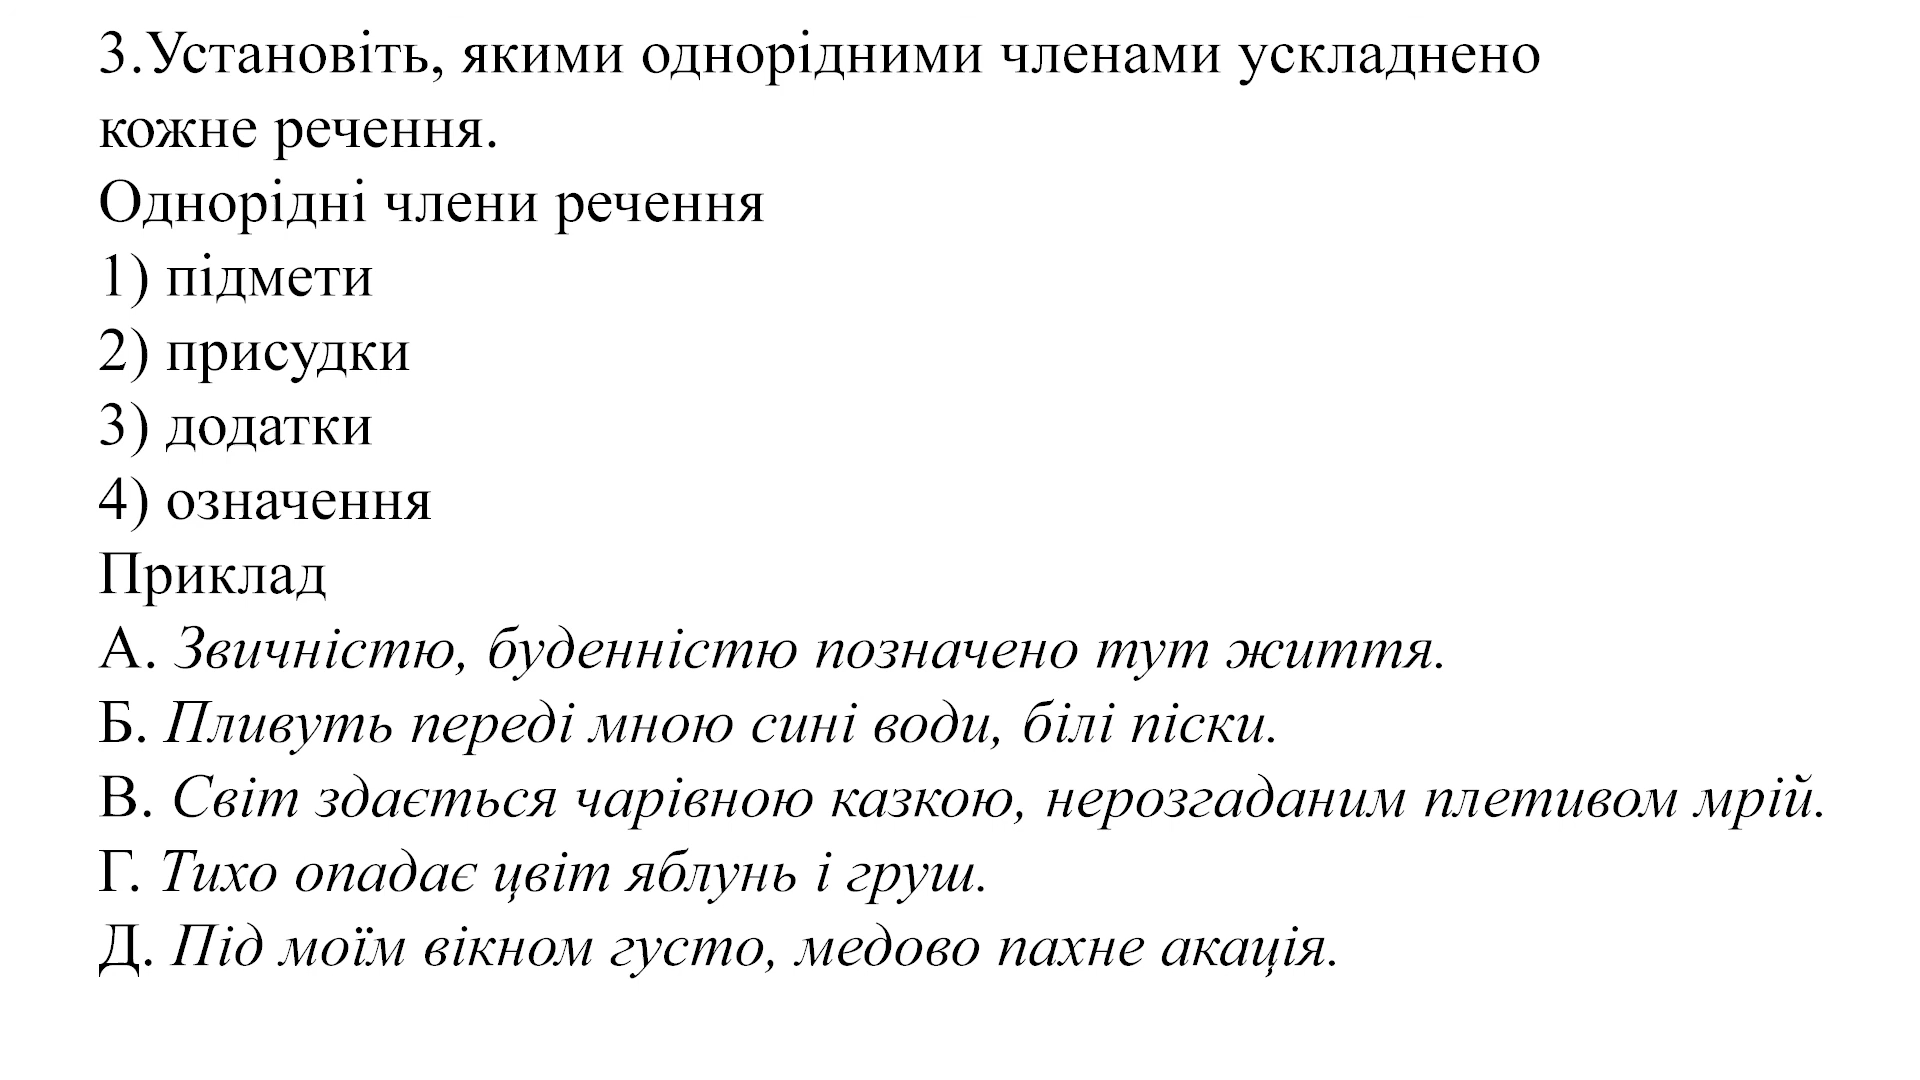 3.Установіть, якими однорідними членами ускладнено
кожне речення.
Однорідні члени речення
1) підмети
2) присудки
3) додатки
4) означення
Приклад
А. Звичністю, буденністю позначено тут життя.
Б. Пливуть переді мною сині води, білі піски.
В. Світ здається чарівною казкою, нерозгаданим плетивом мрій.
Г. Тихо опадає цвіт яблунь і груш.
Д. Під моїм вікном густо, медово пахне акація.